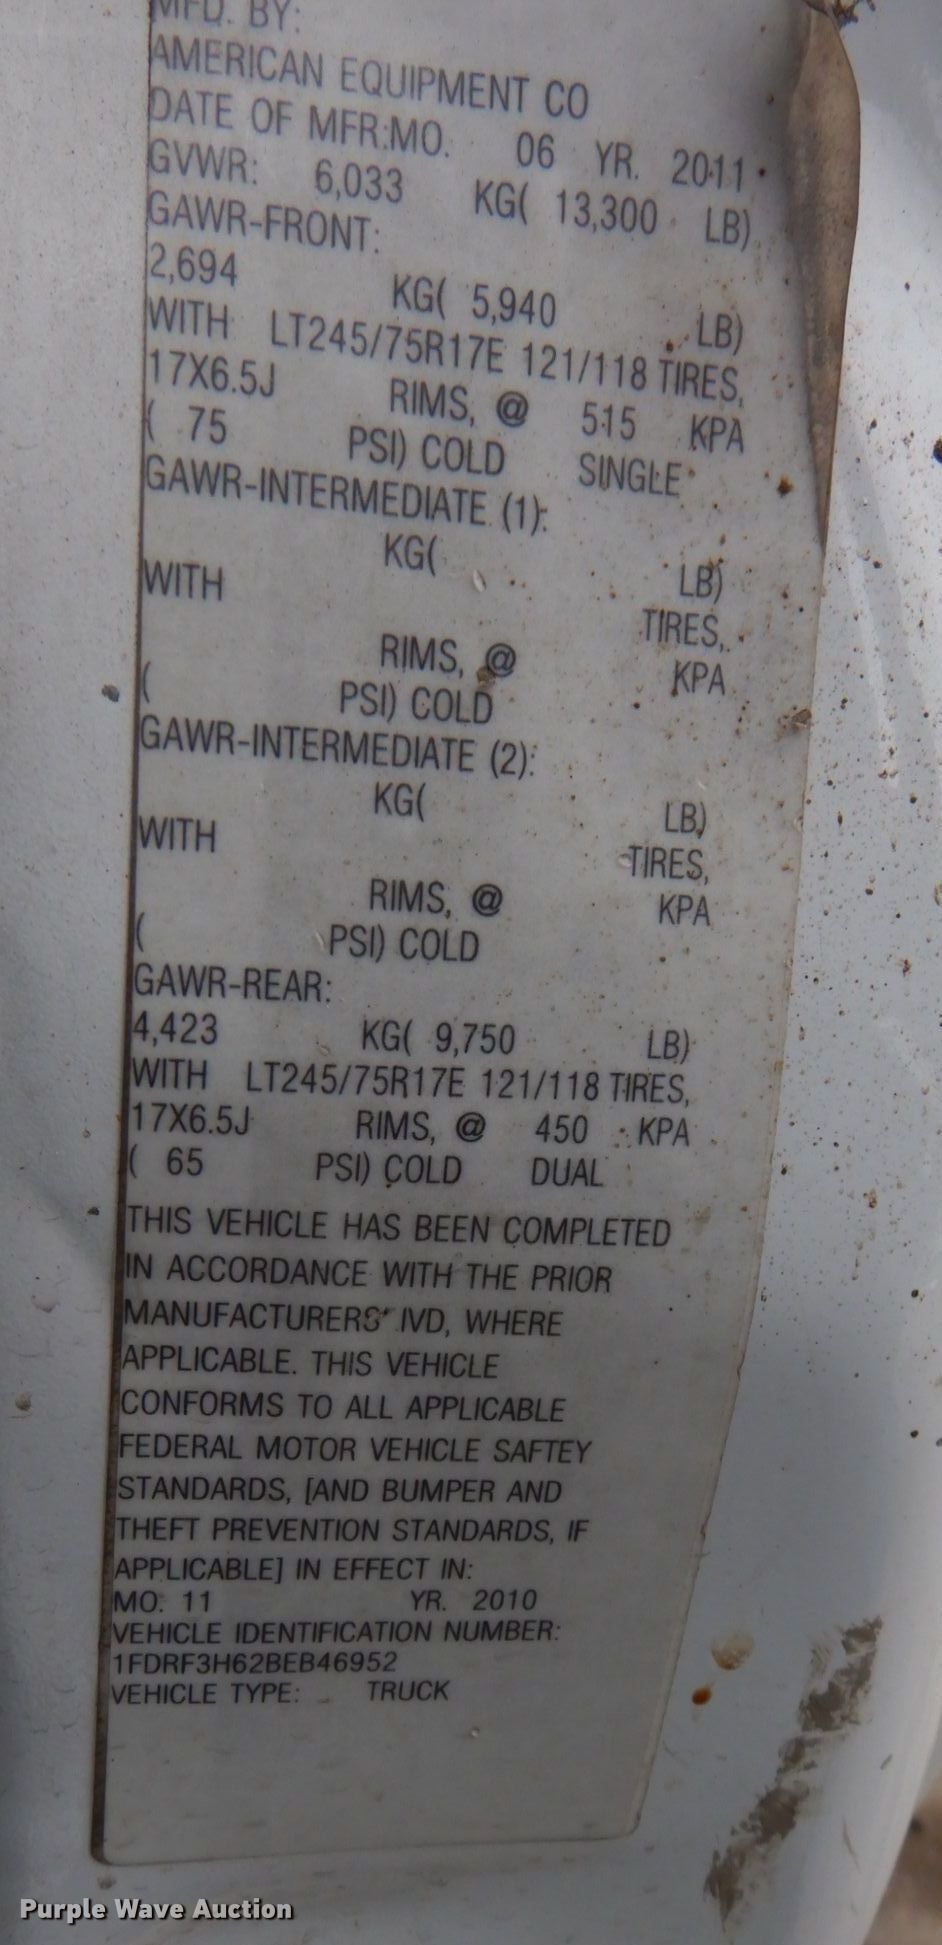 MFD. BY:
AMERICAN EQUIPMENT CO
DATE OF MFR:MO. 06 YR. 2011
GVWR: 6,033 KG( 13,300 LB)
GAWR-FRONT:
2,694 KG( 5,940 LB)
WITH LT245/75R17E 121/118 TIRES,
17X6.5J RIMS, @ 515 KPA
( 75 PSI) COLD SINGLE
GAWR-INTERMEDIATE (1):
KG( LB)
WITH TIRES,
RIMS, @ KPA
( PSI) COLD
GAWR-INTERMEDIATE (2):
KG( LB)
WITH TIRES,
RIMS, @ KPA
( PSI) COLD
GAWR-REAR:
4,423 KG( 9,750 LB)
WITH LT245/75R17E 121/118 TIRES,
17X6.5J RIMS, @ 450 KPA
( 65 PSI) COLD DUAL
THIS VEHICLE HAS BEEN COMPLETED
IN ACCORDANCE WITH THE PRIOR
MANUFACTURERS' IVD, WHERE
APPLICABLE. THIS VEHICLE
CONFORMS TO ALL APPLICABLE
FEDERAL MOTOR VEHICLE SAFTEY
STANDARDS, [AND BUMPER AND
THEFT PREVENTION STANDARDS, IF
APPLICABLE] IN EFFECT IN:
MO. 11 YR. 2010
VEHICLE IDENTIFICATION NUMBER:
1FDRF3H62BEB46952
VEHICLE TYPE: TRUCK
Purple Wave Auction